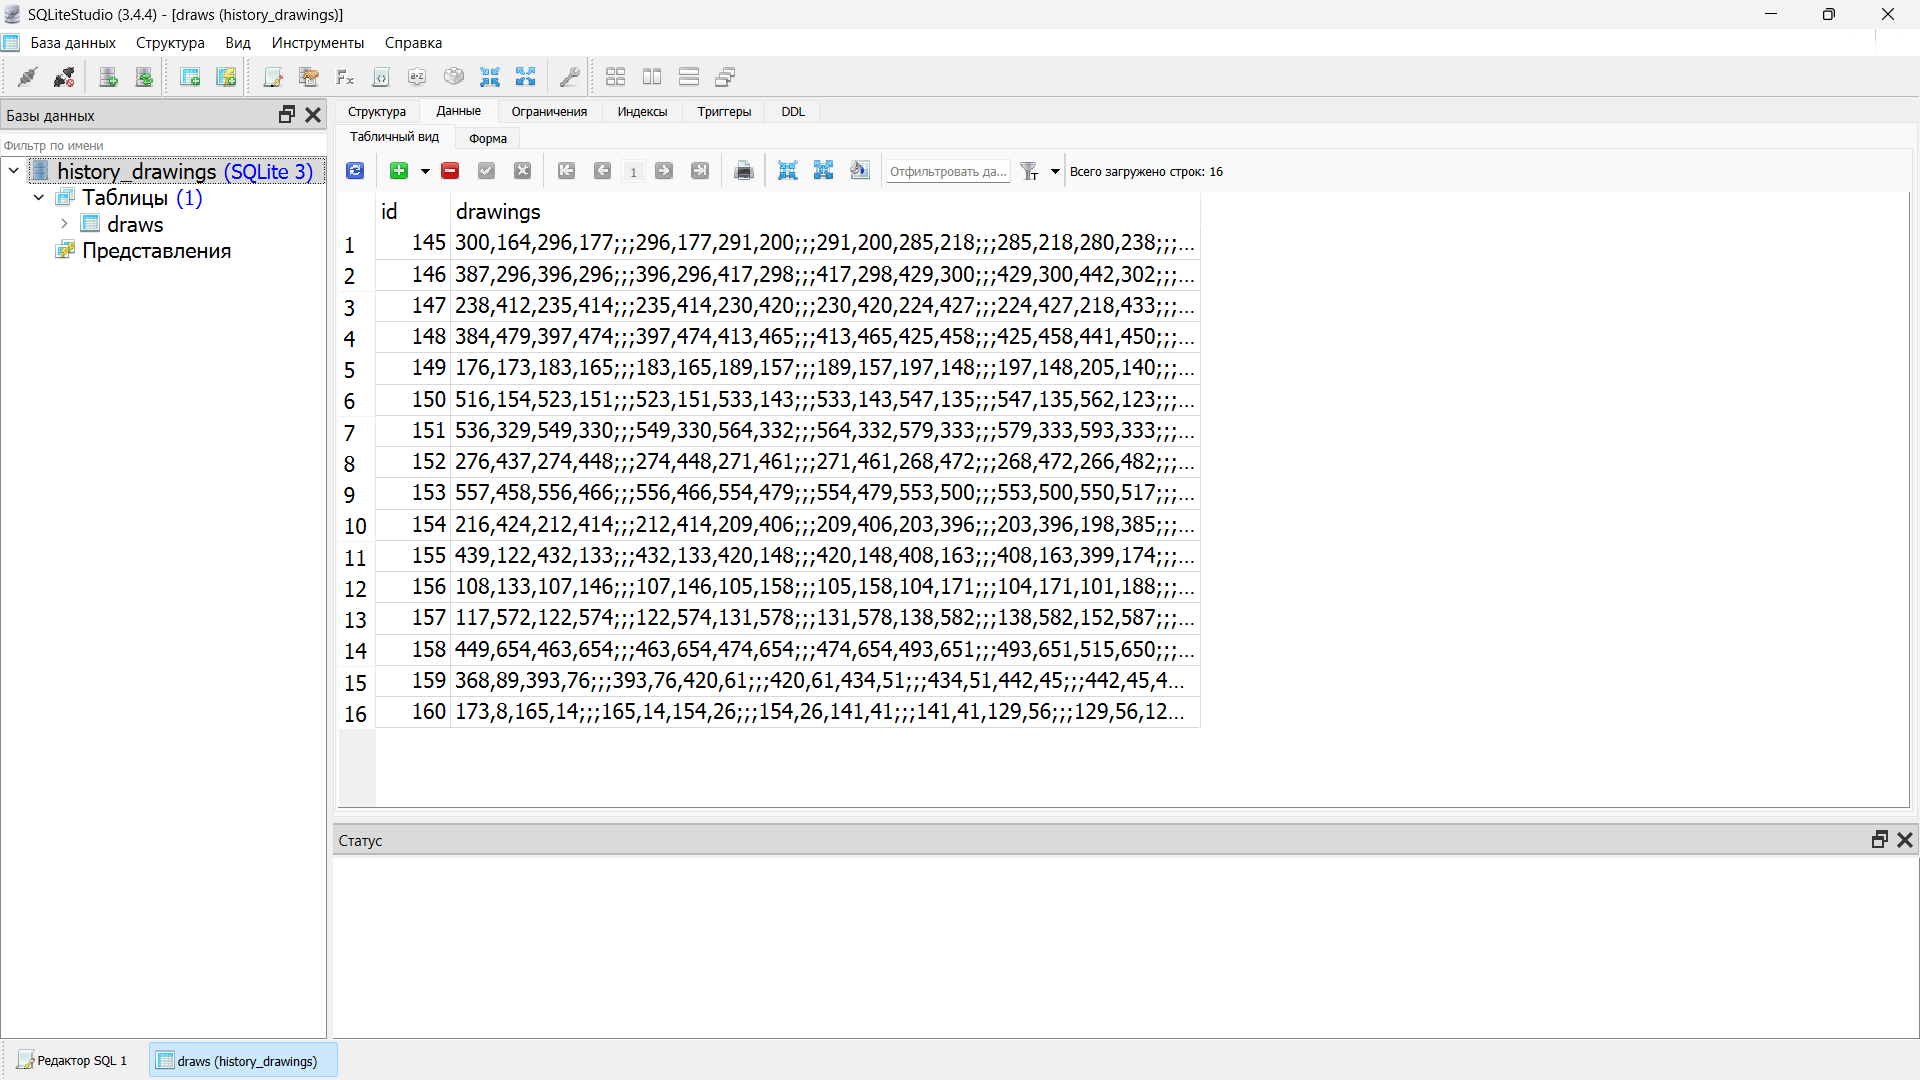 SQLiteStudio (3.4.4) - [draws (history_drawings)]
База данных Структура Вид Инструменты Справка
Базы данных
Фильтр по имени
history_drawings (SQLite 3)
Таблицы (1)
draws
Представления
Структура Данные Ограничения Индексы Триггеры DDL
Табличный вид Форма
1 Отфильтровать да... Всего загружено строк: 16
id drawings
1 145 300,164,296,177;;;296,177,291,200;;;291,200,285,218;;;285,218,280,238;;;...
2 146 387,296,396,296;;;396,296,417,298;;;417,298,429,300;;;429,300,442,302;;;...
3 147 238,412,235,414;;;235,414,230,420;;;230,420,224,427;;;224,427,218,433;;;...
4 148 384,479,397,474;;;397,474,413,465;;;413,465,425,458;;;425,458,441,450;;;...
5 149 176,173,183,165;;;183,165,189,157;;;189,157,197,148;;;197,148,205,140;;;...
6 150 516,154,523,151;;;523,151,533,143;;;533,143,547,135;;;547,135,562,123;;;...
7 151 536,329,549,330;;;549,330,564,332;;;564,332,579,333;;;579,333,593,333;;;...
8 152 276,437,274,448;;;274,448,271,461;;;271,461,268,472;;;268,472,266,482;;;...
9 153 557,458,556,466;;;556,466,554,479;;;554,479,553,500;;;553,500,550,517;;;...
10 154 216,424,212,414;;;212,414,209,406;;;209,406,203,396;;;203,396,198,385;;;...
11 155 439,122,432,133;;;432,133,420,148;;;420,148,408,163;;;408,163,399,174;;;...
12 156 108,133,107,146;;;107,146,105,158;;;105,158,104,171;;;104,171,101,188;;;...
13 157 117,572,122,574;;;122,574,131,578;;;131,578,138,582;;;138,582,152,587;;;...
14 158 449,654,463,654;;;463,654,474,654;;;474,654,493,651;;;493,651,515,650;;;...
15 159 368,89,393,76;;;393,76,420,61;;;420,61,434,51;;;434,51,442,45;;;442,45,4...
16 160 173,8,165,14;;;165,14,154,26;;;154,26,141,41;;;141,41,129,56;;;129,56,12...
Статус
Редактор SQL 1 draws (history_drawings)